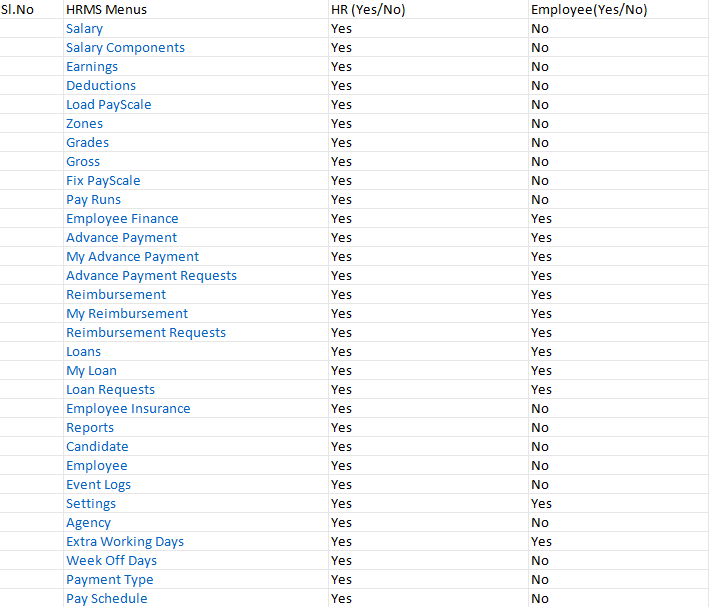 Sl.No HRMS Menus HR (Yes/No) Employee(Yes/No)
Salary Yes No
Salary Components Yes No
Earnings Yes No
Deductions Yes No
Load PayScale Yes No
Zones Yes No
Grades Yes No
Gross Yes No
Fix PayScale Yes No
Pay Runs Yes No
Employee Finance Yes Yes
Advance Payment Yes Yes
My Advance Payment Yes Yes
Advance Payment Requests Yes Yes
Reimbursement Yes Yes
My Reimbursement Yes Yes
Reimbursement Requests Yes Yes
Loans Yes Yes
My Loan Yes Yes
Loan Requests Yes Yes
Employee Insurance Yes No
Reports Yes No
Candidate Yes No
Employee Yes No
Event Logs Yes No
Settings Yes Yes
Agency Yes No
Extra Working Days Yes Yes
Week Off Days Yes No
Payment Type Yes No
Pay Schedule Yes No